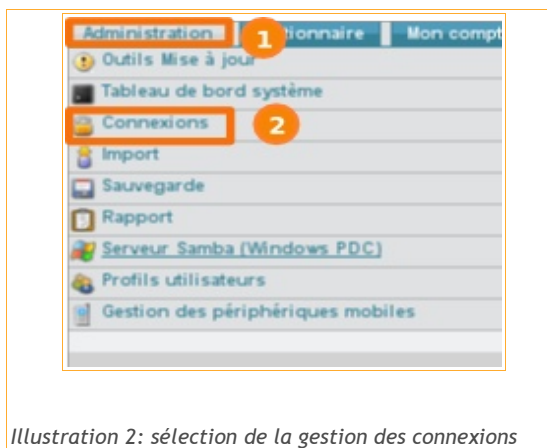 Administration 1 tionnaire Mon compt
Outils Mise à jour
Tableau de bord système
Connexions 2
Import
Sauvegarde
Rapport
Serveur Samba (Windows PDC)
Profils utilisateurs
Gestion des périphériques mobiles
Illustration 2: sélection de la gestion des connexions